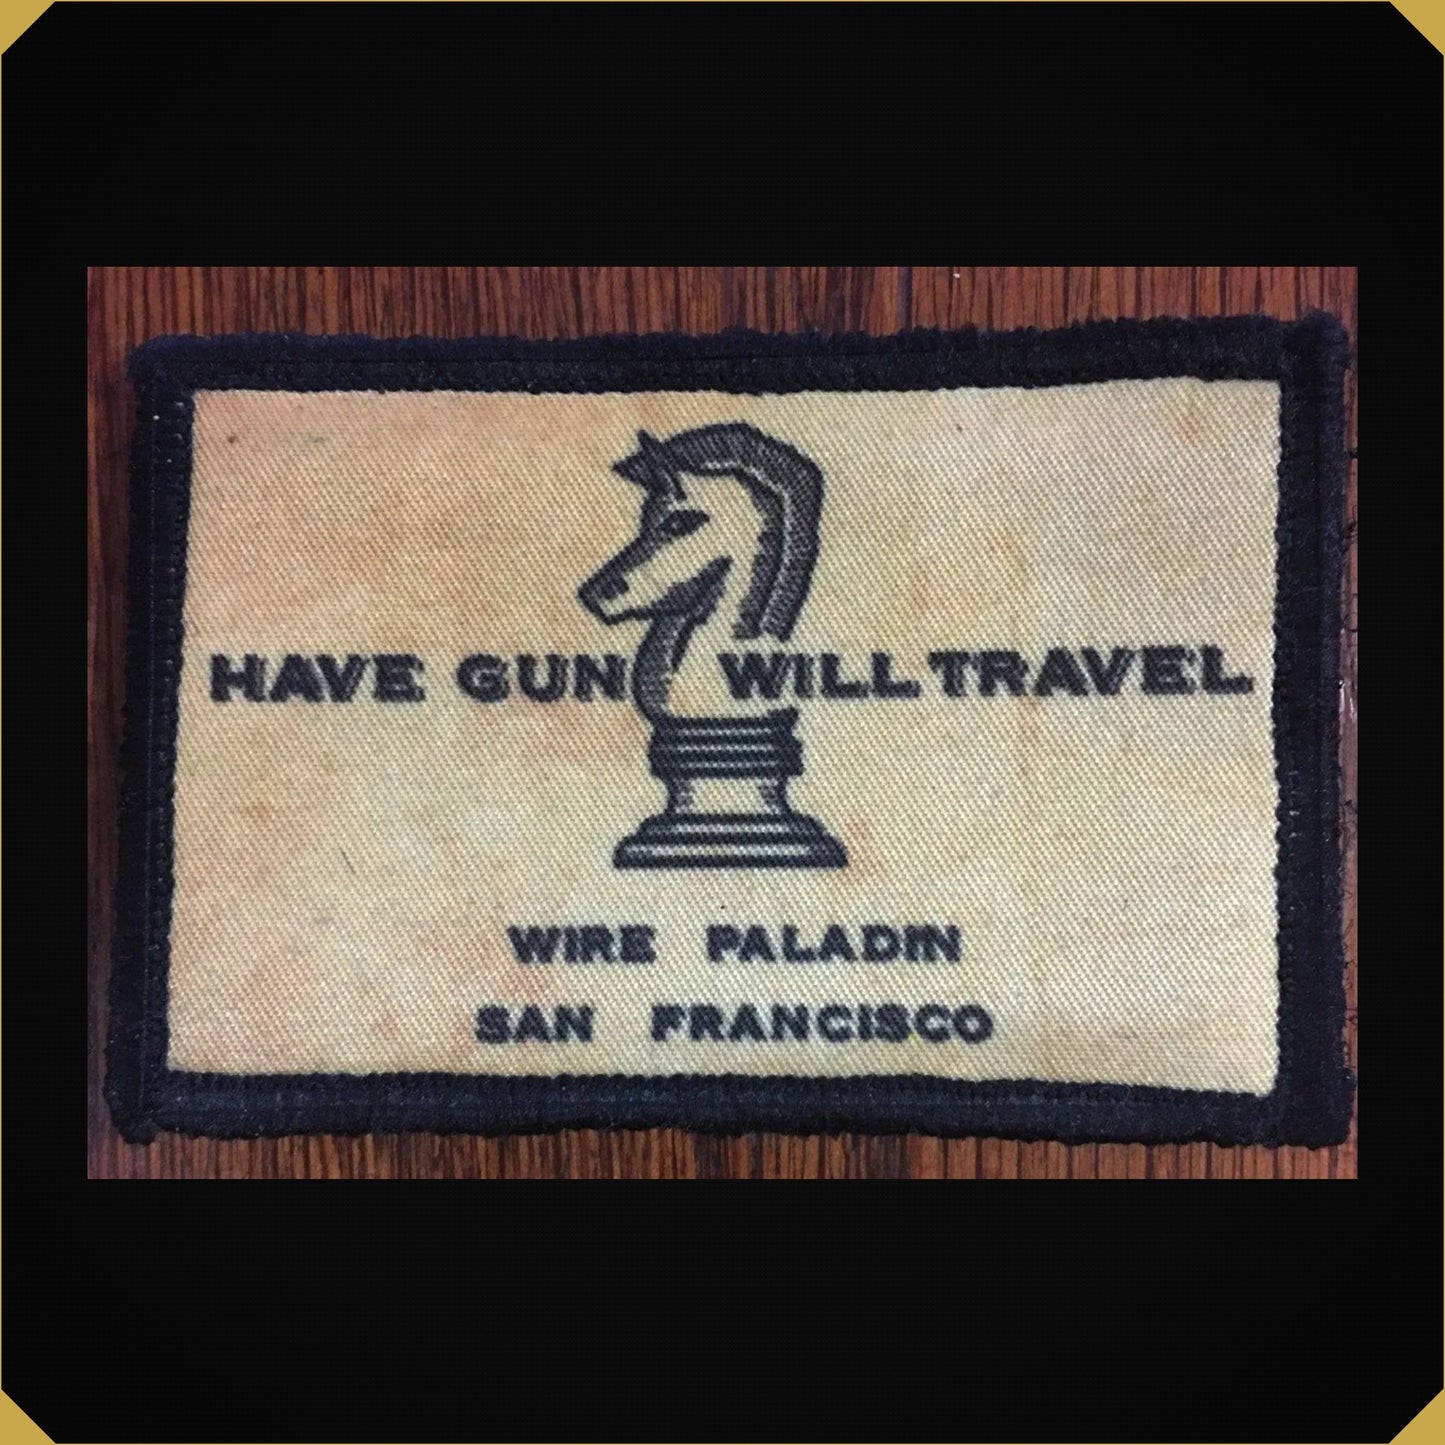 HAVE GUN WILL TRAVEL
WIRE PALADIN
SAN FRANCISCO